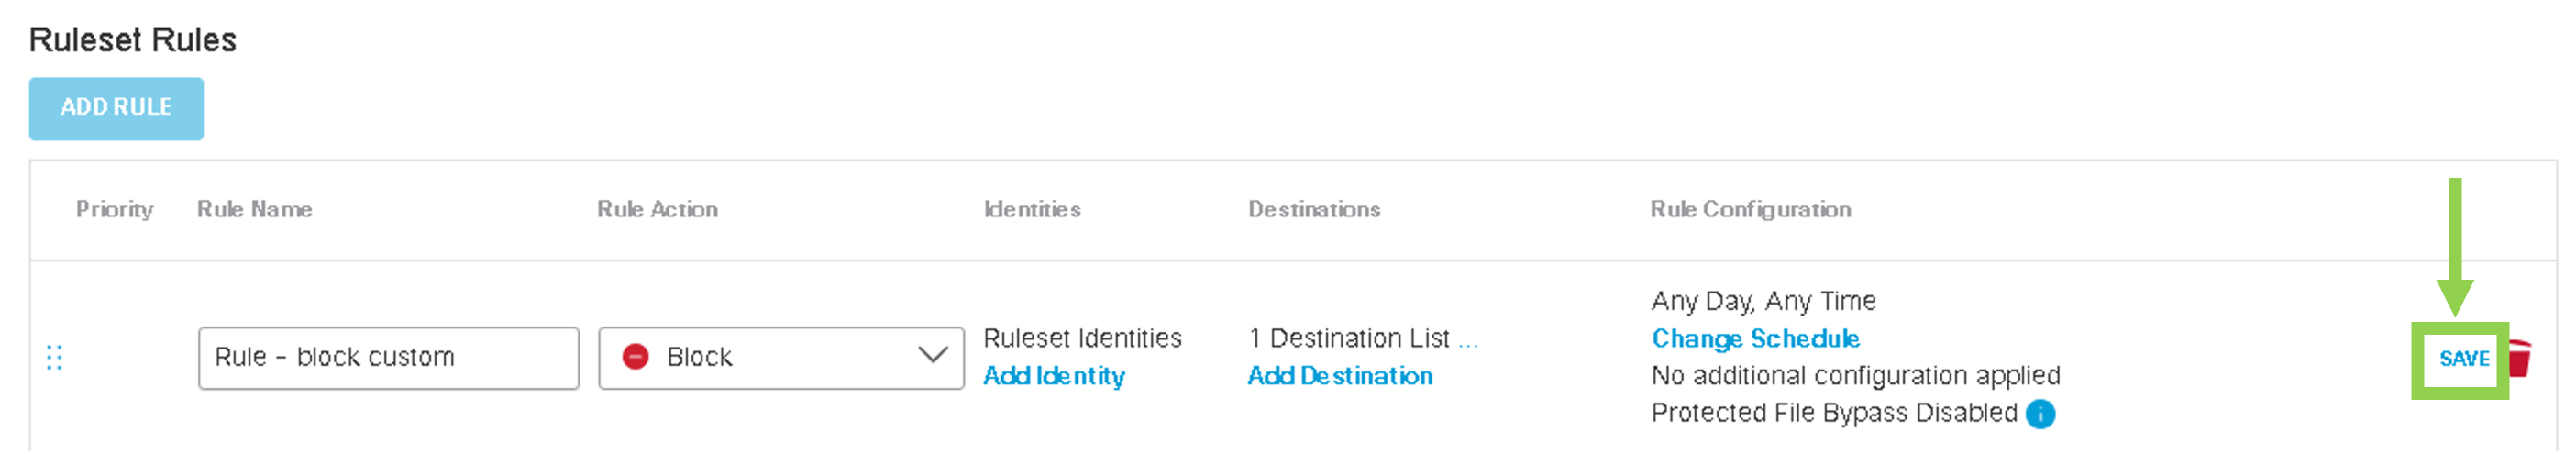 Ruleset Rules
ADD RULE
Priority Rule Name Rule Action Identities Destinations Rule Configuration
Any Day, Any Time
Ruleset Identities 1 Destination List ... Change Schedule
Rule - block custom Block SAVE
Add Identity Add Destination No additional configuration applied
Protected File Bypass Disabled i